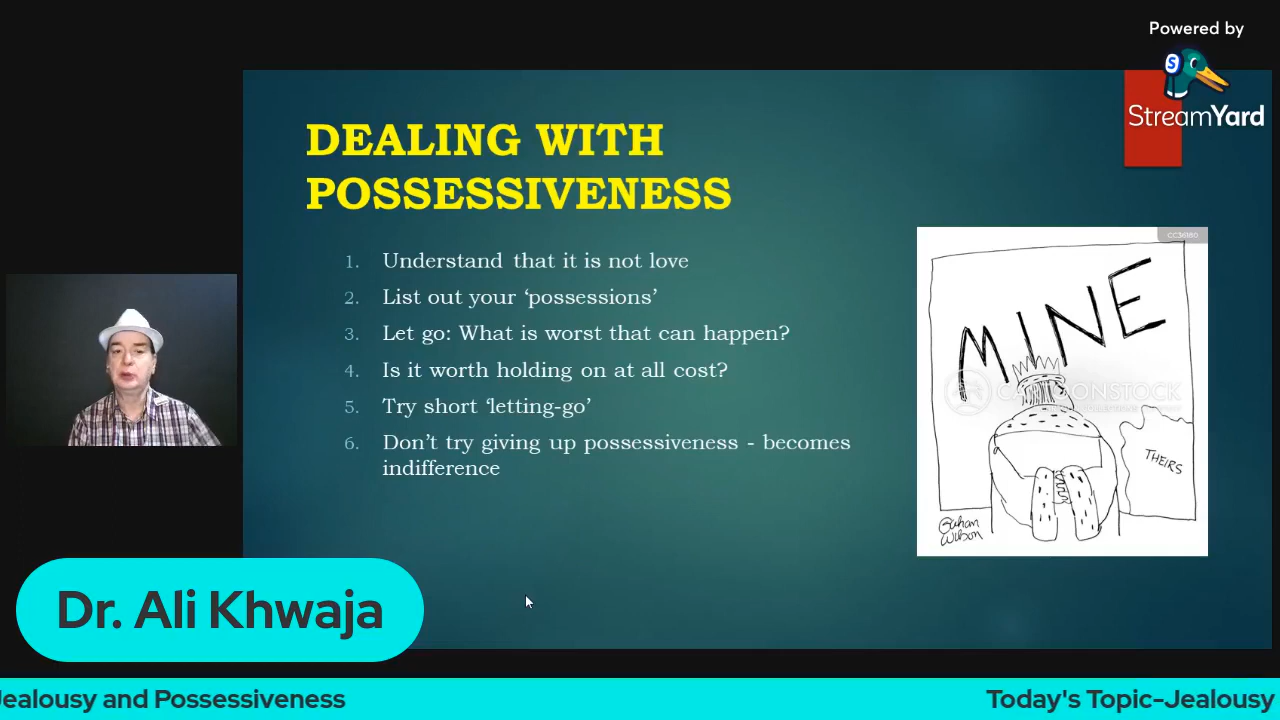 Powered by
StreamYard
DEALING WITH
POSSESSIVENESS
1. Understand that it is not love
2. List out your ‘possessions’
3. Let go: What is worst that can happen?
4. Is it worth holding on at all cost?
5. Try short ‘letting-go’
6. Don’t try giving up possessiveness - becomes
indifference
CC36180
MINE
CARTOONSTOCK
THEIRS
Graham
Wilson
Dr. Ali Khwaja
Jealousy and Possessiveness
Today's Topic-Jealousy